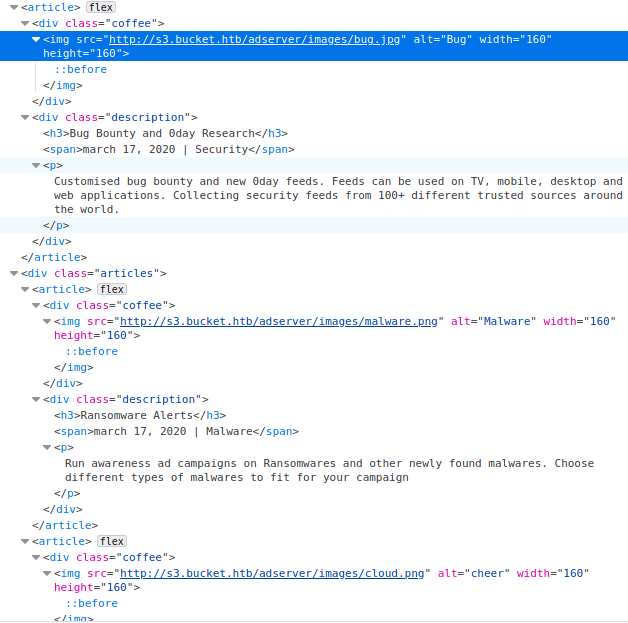 <article> flex
<div class="coffee">
<img src="http://s3.bucket.htb/adserver/images/bug.jpg" alt="Bug" width="160"
height="160">
::before
</img>
</div>
<div class="description">
<h3>Bug Bounty and 0day Research</h3>
<span>march 17, 2020 | Security</span>
<p>
Customised bug bounty and new 0day feeds. Feeds can be used on TV, mobile, desktop and
web applications. Collecting security feeds from 100+ different trusted sources around
the world.
</p>
</div>
</article>
<div class="articles">
<article> flex
<div class="coffee">
<img src="http://s3.bucket.htb/adserver/images/malware.png" alt="Malware" width="160"
height="160">
::before
</img>
</div>
<div class="description">
<h3>Ransomware Alerts</h3>
<span>march 17, 2020 | Malware</span>
<p>
Run awareness ad campaigns on Ransomwares and other newly found malwares. Choose
different types of malwares to fit for your campaign
</p>
</div>
</article>
<article> flex
<div class="coffee">
<img src="http://s3.bucket.htb/adserver/images/cloud.png" alt="cheer" width="160"
height="160">
::before
</img>